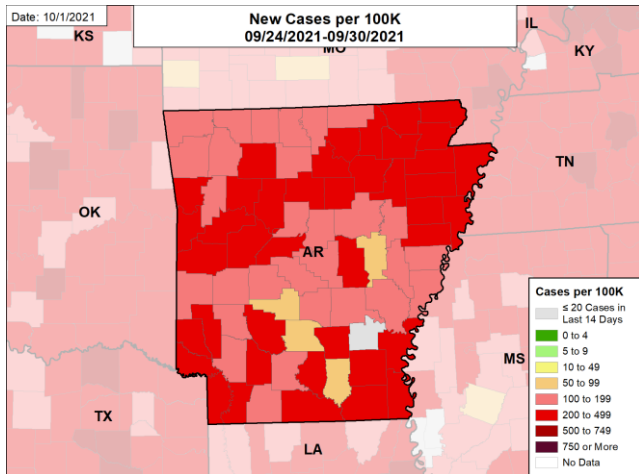 Date: 10/1/2021
New Cases per 100K
09/24/2021-09/30/2021
KS
MO
IL
KY
TN
OK
AR
MS
TX
LA
Cases per 100K
≤ 20 Cases in
Last 14 Days
0 to 4
5 to 9
10 to 49
50 to 99
100 to 199
200 to 499
500 to 749
750 or More
No Data